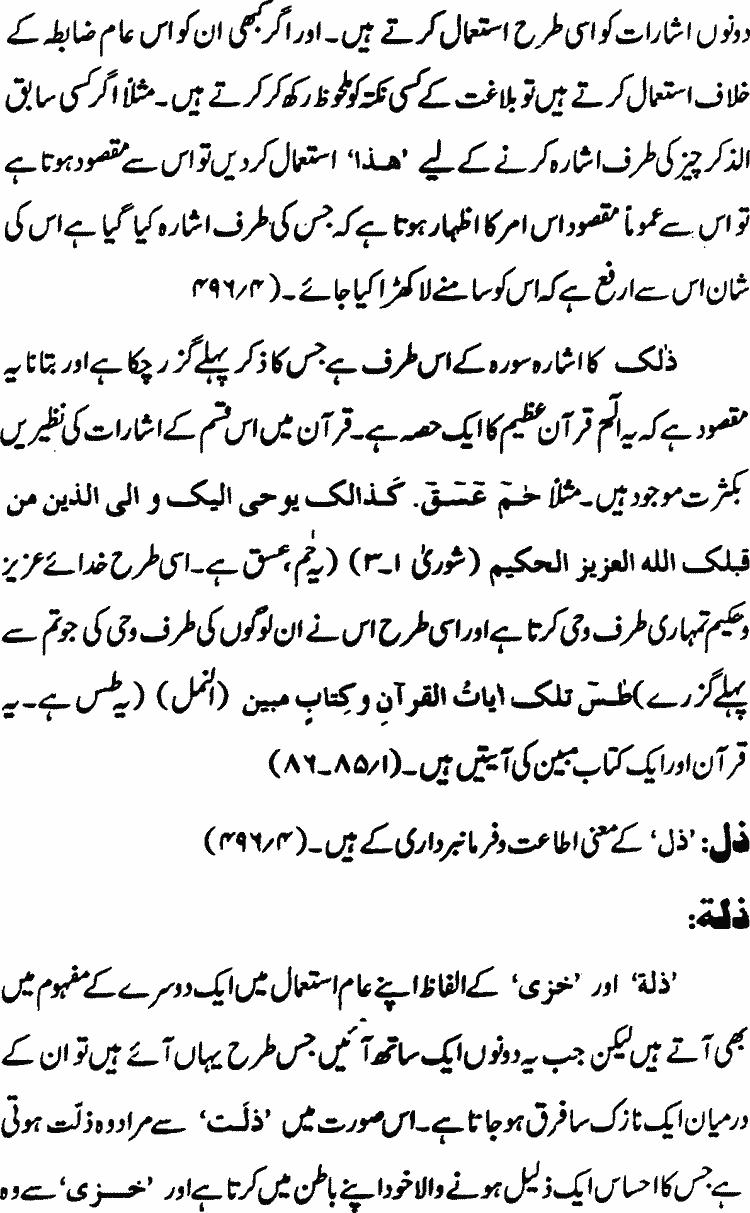 دونوں اشارات کو اسی طرح استعمال کرتے ہیں۔ اور اگر کبھی ان کو اس عام ضابطہ کے
خلاف استعمال کرتے ہیں تو بلاغت کے کسی نکتہ کو ملحوظ رکھ کر کرتے ہیں۔ مثلاً اگر کسی سابق
الذکر چیز کی طرف اشارہ کرنے کے لیے ’هذا‘ استعمال کر دیں تو اس سے مقصود ہوتا ہے
تو اس سے عموماً مقصود اس امر کا اظہار ہوتا ہے کہ جس کی طرف اشارہ کیا گیا ہے اس کی
شان اس سے ارفع ہے کہ اس کو سامنے لا کھڑا کیا جائے۔ (۴؍۴۹۶
ذٰلک کا اشارہ سورہ کے اس طرف ہے جس کا ذکر پہلے گزر چکا ہے اور بتانا یہ
مقصود ہے کہ یہ الٓم قرآن عظیم کا ایک حصہ ہے۔ قرآن میں اس قسم کے اشارات کی نظیریں
بکثرت موجود ہیں۔ مثلاً حٰمٓ عٓسٓقٓ. کذالک یوحی الیک و الی الذین من
قبلک الله العزیز الحکیم (شوریٰ ۱۔۳) (یہ حٰم، عسق ہے۔ اسی طرح خدائے عزیز
و حکیم تمہاری طرف وحی کرتا ہے اور اسی طرح اس نے ان لوگوں کی طرف وحی کی جو تم سے
پہلے گزرے) طٰسٓ تلک اٰیاتُ القرآنِ و کِتابٍ مبین (النمل) (یہ طٰس ہے۔ یہ
قرآن اور ایک کتاب مبین کی آیتیں ہیں۔ (۱؍۸۵۔۸۶)
ذل: ’ذل‘ کے معنی اطاعت و فرمانبرداری کے ہیں۔ (۴؍۴۹۶)
ذلة:
’ذلة‘ اور ’خزی‘ کے الفاظ اپنے عام استعمال میں ایک دوسرے کے مفہوم میں
بھی آتے ہیں لیکن جب یہ دونوں ایک ساتھ آئیں جس طرح یہاں آئے ہیں تو ان کے
درمیان ایک نازک سا فرق ہو جاتا ہے۔ اس صورت میں ’ذلّت‘ سے مراد وہ ذلّت ہوتی
ہے جس کا احساس ایک ذلیل ہونے والا خود اپنے باطن میں کرتا ہے اور ’خزی‘ سے وہ